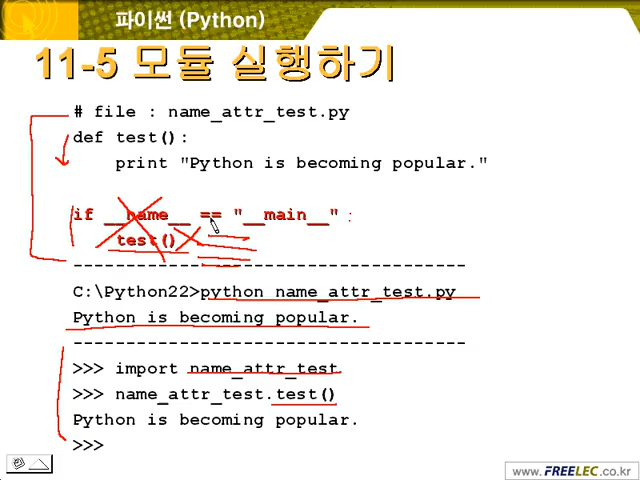 파이썬 (Python)
11-5 모듈 실행하기
# file : name_attr_test.py
def test():
    print "Python is becoming popular."
if __name__ == "__main__" :
    test()
-------------------------------------
C:\Python22>python name_attr_test.py
Python is becoming popular.
-------------------------------------
>>> import name_attr_test
>>> name_attr_test.test()
Python is becoming popular.
>>>
www.FREELEC.co.kr